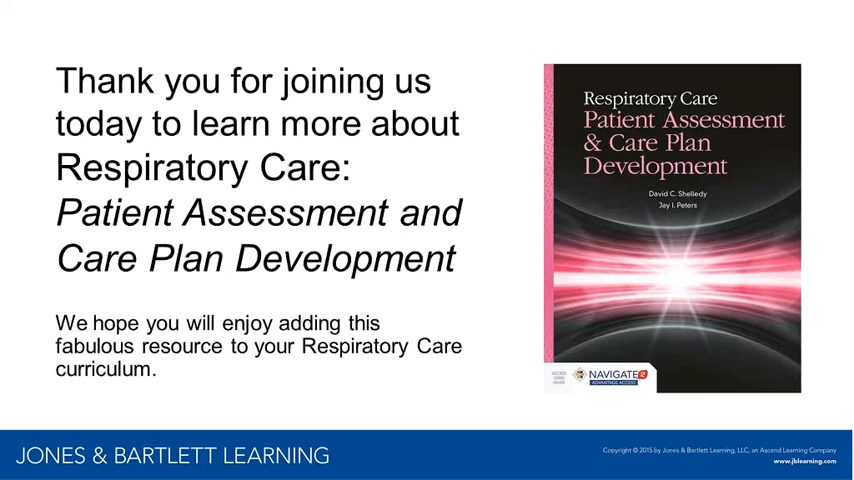 Thank you for joining us
today to learn more about
Respiratory Care:
Patient Assessment and
Care Plan Development
We hope you will enjoy adding this
fabulous resource to your Respiratory Care
curriculum.
Respiratory Care
Patient Assessment
& Care Plan
Development
David C. Shelledy
Jay I. Peters
ACCESS
CODE
INSIDE
NAVIGATE 2
ADVANTAGE ACCESS
JONES & BARTLETT LEARNING
Copyright © 2015 by Jones & Bartlett Learning, LLC, an Ascend Learning Company
www.jblearning.com